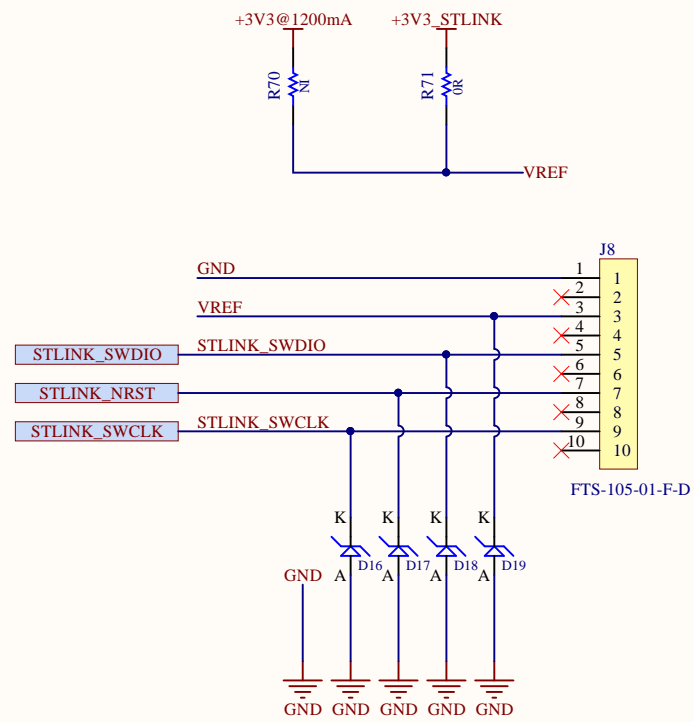 +3V3@1200mA +3V3_STLINK
R70 NI R71 0R
VREF
J8
GND 1 1
2 2
VREF 3 3
4 4
STLINK_SWDIO STLINK_SWDIO 5 5
6 6
STLINK_NRST 7 7
8 8
STLINK_SWCLK STLINK_SWCLK 9 9
10 10
FTS-105-01-F-D
K K K K
D16 D17 D18 D19
GND A A A A
GND GND GND GND GND